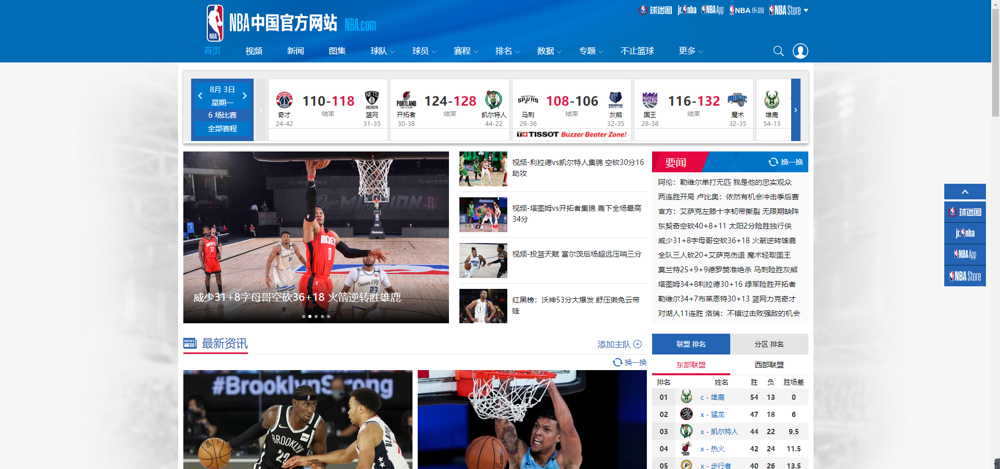 NBA中国官方网站 NBA.com
球迷圈 jr.nba NBA App NBA乐园 NBA Store
首页 视频 新闻 图集 球队 球员 赛程 排名 数据 专题 不止篮球 更多
8月 3日
星期一
6 场比赛
全部赛程
110-118
结束
奇才 篮网
24-42 31-35
124-128
结束
开拓者 凯尔特人
30-38 44-22
108-106
结束
马刺 灰熊
29-36 32-35
TISSOT Buzzer Beater Zone!
116-132
结束
国王 魔术
28-38 32-35
雄鹿
54-13
威少31+8字母哥空砍36+18 火箭逆转胜雄鹿
视频-利拉德vs凯尔特人集锦 空砍30分16
助攻
视频-塔图姆vs开拓者集锦 轰下全场最高
34分
视频-投篮天赋 富尔茨后场超远压哨三分
红黑榜：沃神53分大爆发 舒压獭兔云带
娃
要闻 换一换
阿伦：勒维尔单打无匹 我是他的忠实观众
两连胜开局 卢比奥：依然有机会冲击季后赛
官方：艾萨克左膝十字韧带撕裂 无限期缺阵
东契奇空砍40+8+11 太阳2分险胜独行侠
威少31+8字母哥空砍36+18 火箭逆转雄鹿
全队三人砍20+艾萨克伤退 魔术轻取国王
莫兰特25+9+9德罗赞准绝杀 马刺险胜灰熊
塔图姆34+8利拉德30+16 绿军险胜开拓者
勒维尔34+7布莱恩特30+13 篮网力克奇才
对湖人11连胜 洛瑞：不错过击败强敌的机会
球迷圈
jr.nba
NBA App
NBA Store
NEWS 最新资讯
添加主队
换一换
#BrooklynStrong
BROOKLYN
22
联盟 排名 分区 排名
东部联盟 西部联盟
排名 姓名 胜 负 胜场差
01 c - 雄鹿 54 13 0
02 x - 猛龙 47 18 6
03 x - 凯尔特人 44 22 9.5
04 x - 热火 42 24 11.5
05 x - 步行者 40 26 13.5